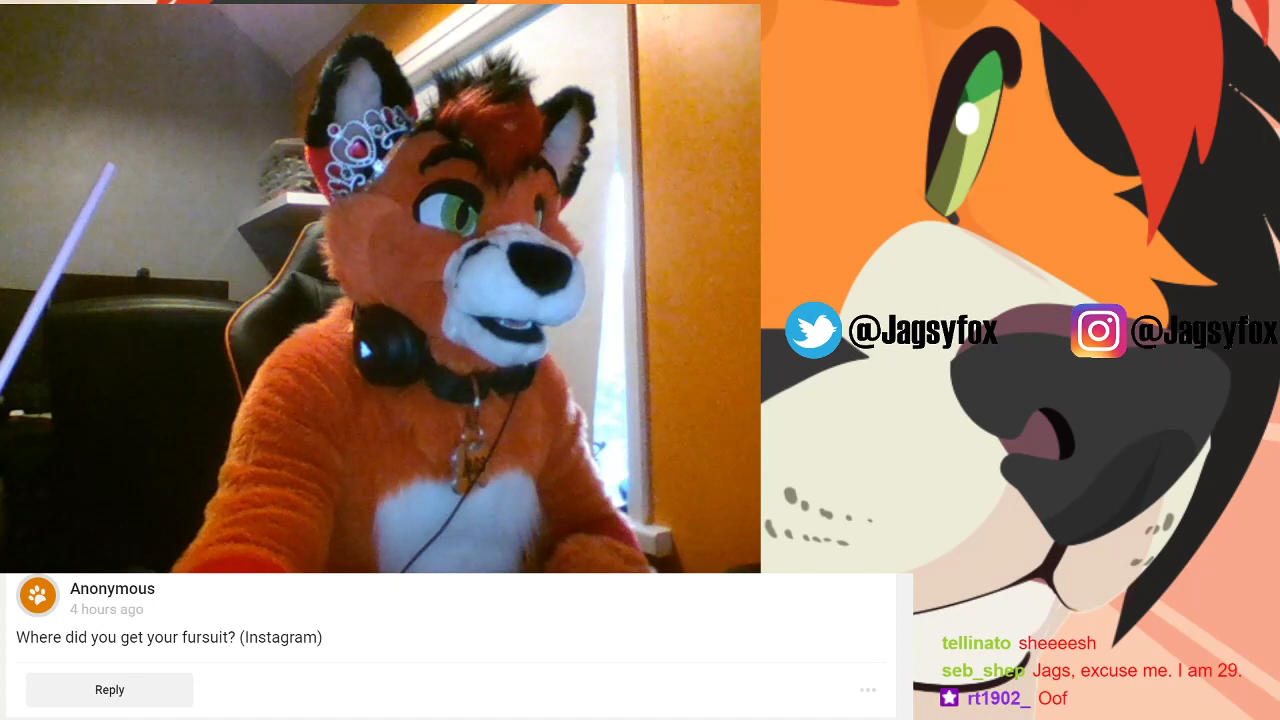 @Jagsyfox
@Jagsyfox
Anonymous
4 hours ago
Where did you get your fursuit? (Instagram)
Reply
tellinato sheeeesh
seb_shep Jags, excuse me. I am 29.
rt1902_ Oof